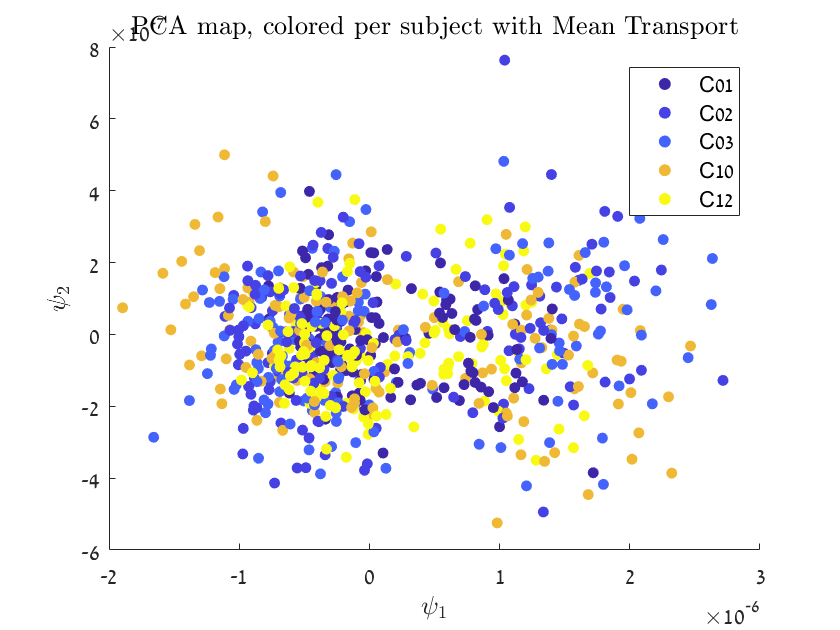 PCA map, colored per subject with Mean Transport
×10-7
8
6
4
2
0
-2
-4
-6
ψ2
-2 -1 0 1 2 3
ψ1
×10-6
C01
C02
C03
C10
C12